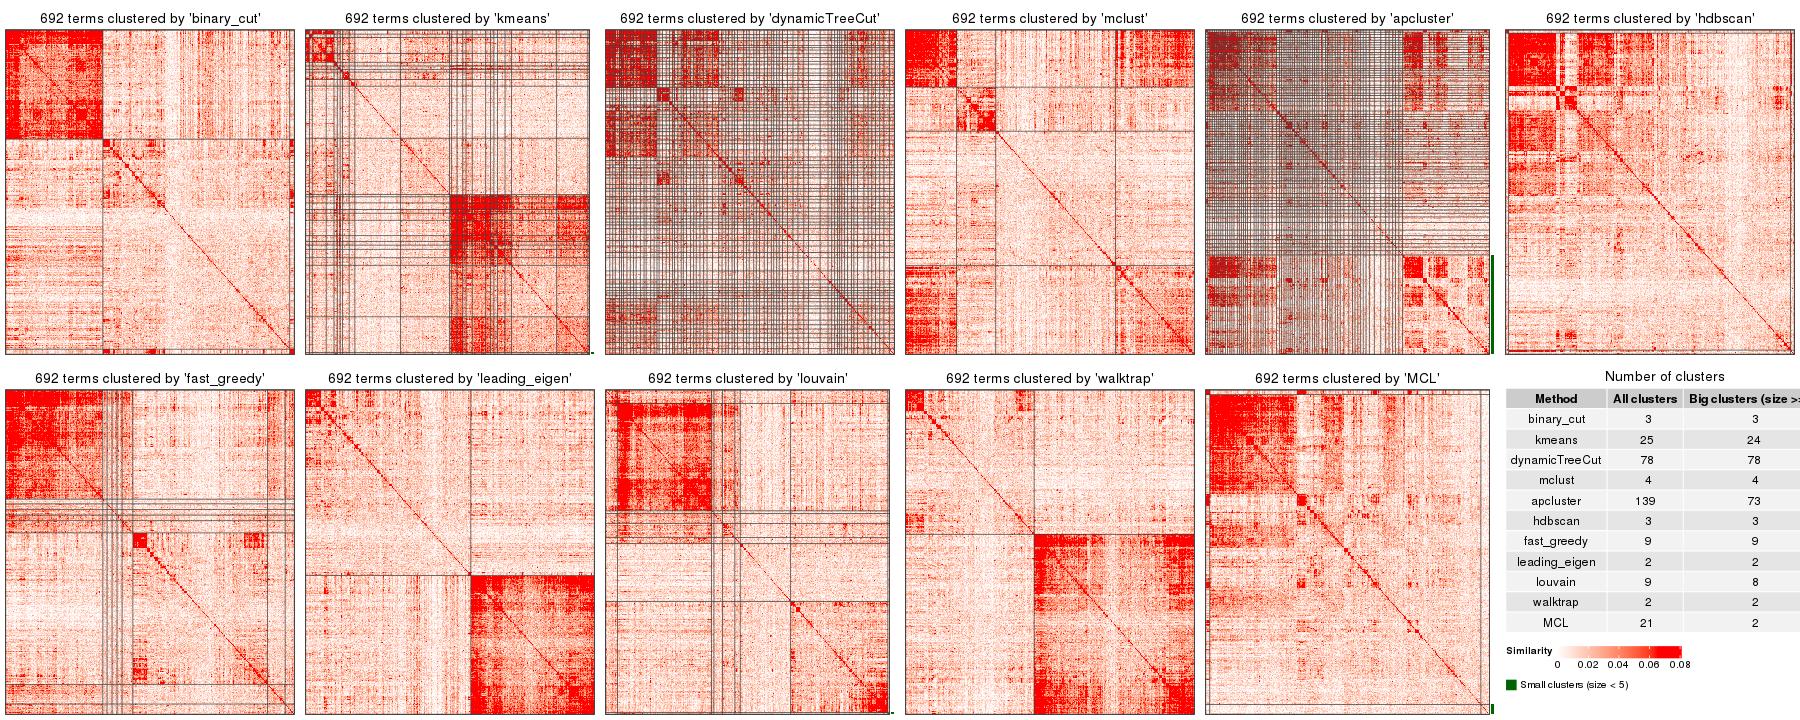 692 terms clustered by 'binary_cut'
692 terms clustered by 'kmeans'
692 terms clustered by 'dynamicTreeCut'
692 terms clustered by 'mclust'
692 terms clustered by 'apcluster'
692 terms clustered by 'hdbscan'
692 terms clustered by 'fast_greedy'
692 terms clustered by 'leading_eigen'
692 terms clustered by 'louvain'
692 terms clustered by 'walktrap'
692 terms clustered by 'MCL'
Number of clusters
Method All clusters Big clusters (size >
binary_cut 3 3
kmeans 25 24
dynamicTreeCut 78 78
mclust 4 4
apcluster 139 73
hdbscan 3 3
fast_greedy 9 9
leading_eigen 2 2
louvain 9 8
walktrap 2 2
MCL 21 2
Similarity
0 0.02 0.04 0.06 0.08
Small clusters (size < 5)